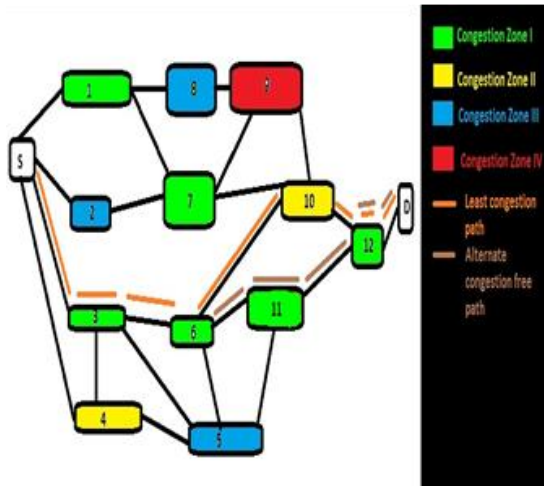 1
8
9
S
2
7
10
D
12
3
6
11
4
5
Congestion Zone I
Congestion Zone II
Congestion Zone III
Congestion Zone IV
Least congestion
path
Alternate
congestion free
path